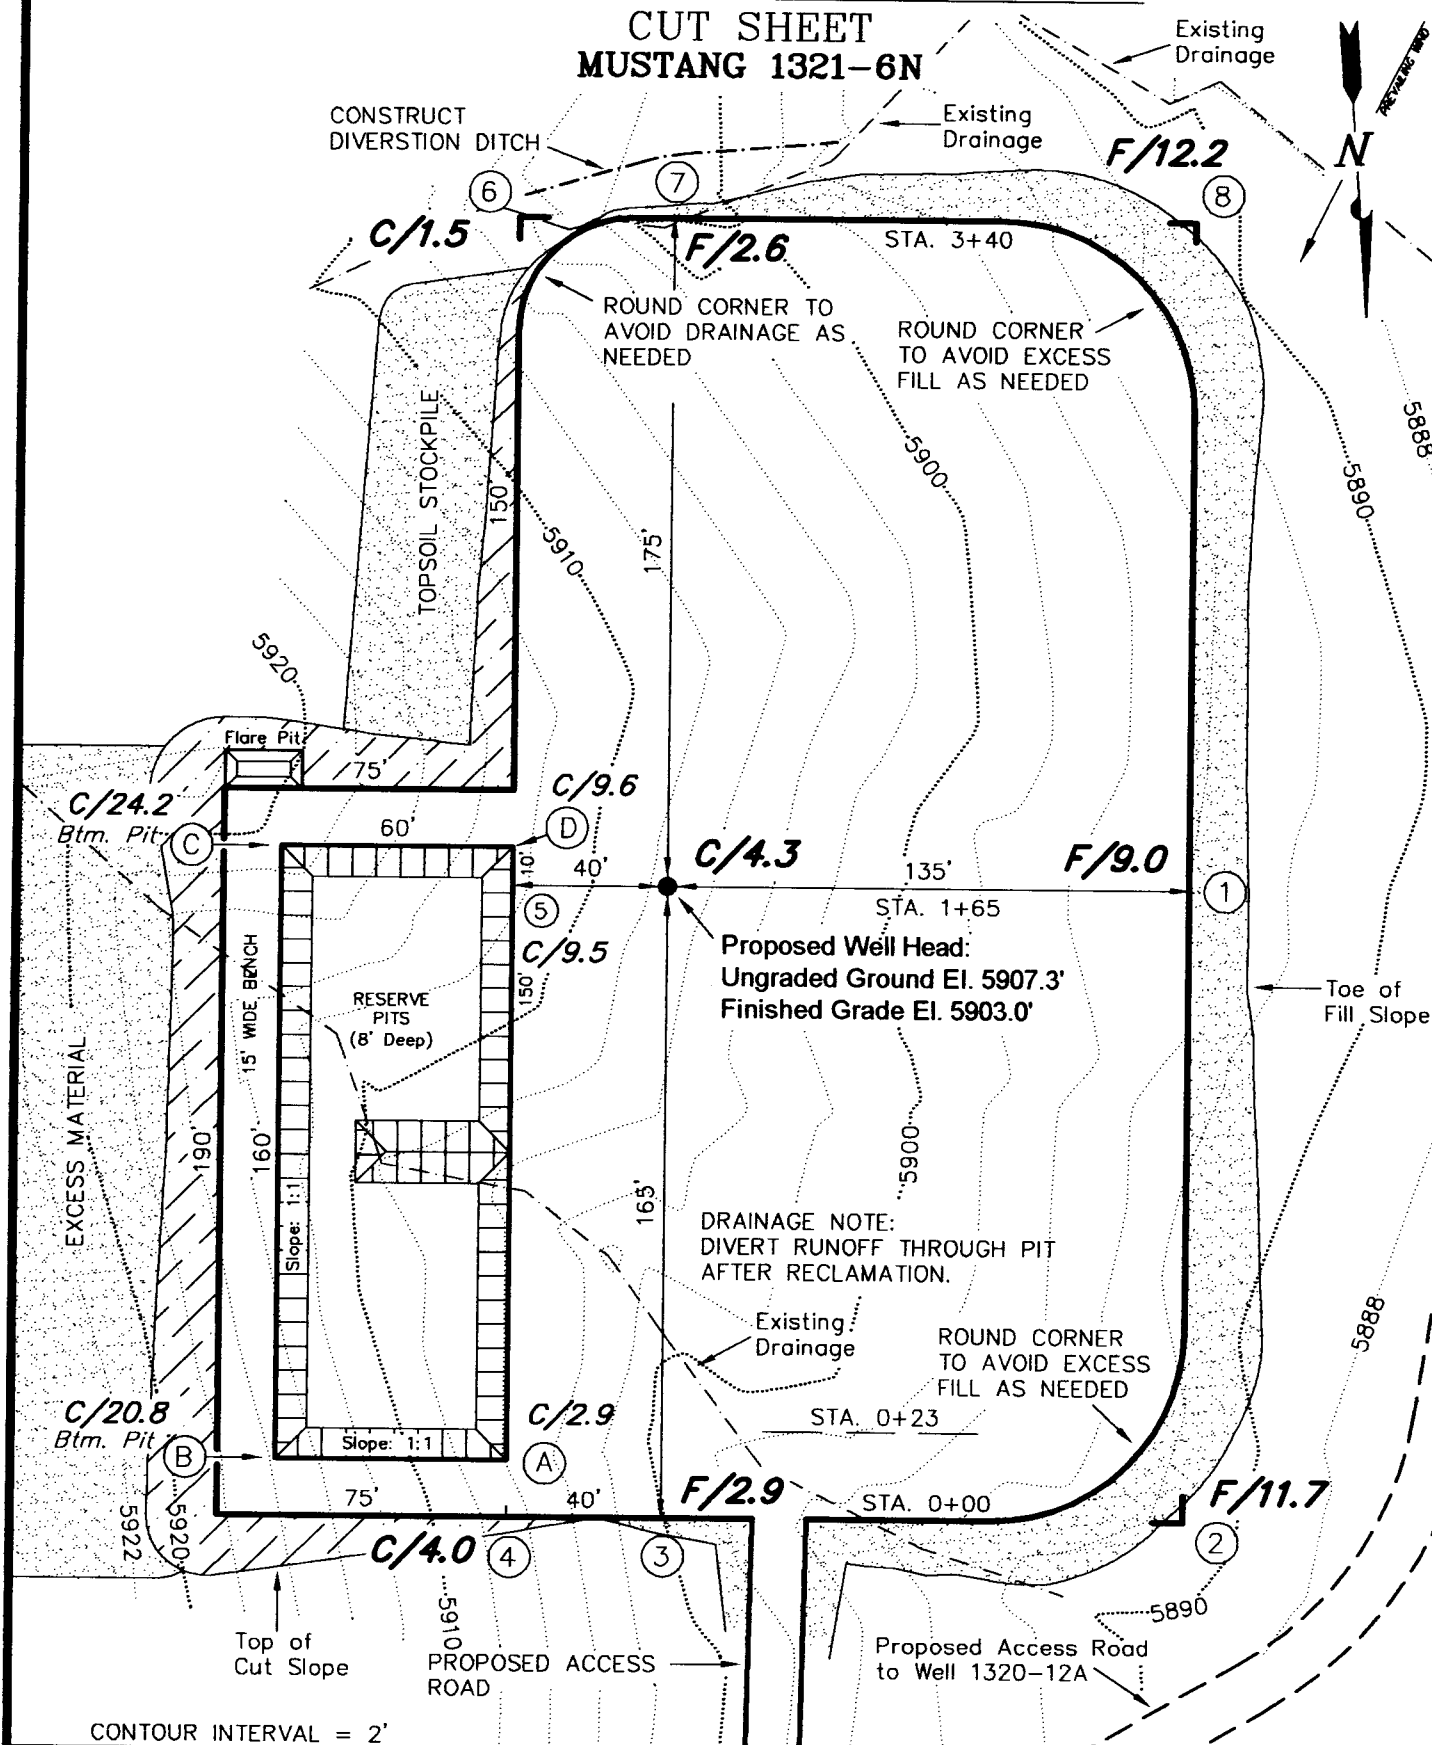 CUT SHEET
MUSTANG 1321-6N
Existing
Drainage
PREVAILING WIND
CONSTRUCT
DIVERSTION DITCH
Existing
Drainage
F/12.2
N
6
7
8
C/1.5
F/2.6
STA. 3+40
ROUND CORNER TO
AVOID DRAINAGE AS
NEEDED
ROUND CORNER
TO AVOID EXCESS
FILL AS NEEDED
5888
5900
5890
TOPSOIL STOCKPILE
150'
5910
175'
5920
Flare Pit
75'
C/24.2
Btm. Pit
C
C/9.6
D
60'
10'
40'
C/4.3
135'
F/9.0
STA. 1+65
1
5
C/9.5
Proposed Well Head:
Ungraded Ground El. 5907.3'
Finished Grade El. 5903.0'
15' WIDE BENCH
RESERVE
PITS
(8' Deep)
150'
Toe of
Fill Slope
EXCESS MATERIAL
190'
160'
Slope: 1:1
165'
5900
DRAINAGE NOTE:
DIVERT RUNOFF THROUGH PIT
AFTER RECLAMATION.
Existing
Drainage
ROUND CORNER
TO AVOID EXCESS
FILL AS NEEDED
5888
C/20.8
Btm. Pit
B
C/2.9
A
Slope: 1:1
STA. 0+23
75'
40'
F/2.9
STA. 0+00
F/11.7
5922
5920
C/4.0
4
3
2
5910
5890
Top of
Cut Slope
PROPOSED ACCESS
ROAD
Proposed Access Road
to Well 1320-12A
CONTOUR INTERVAL = 2'